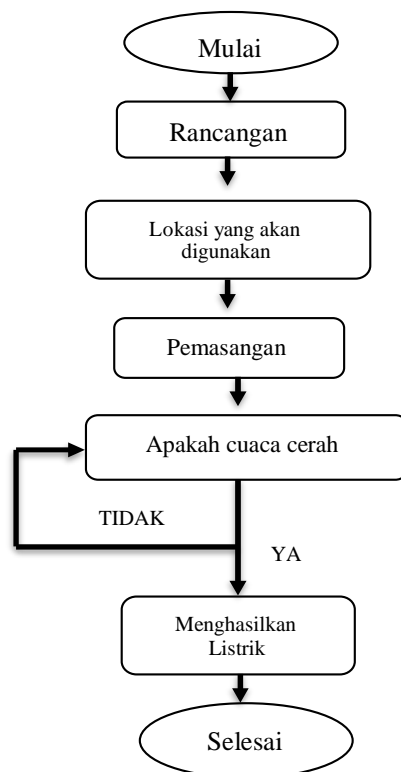 Mulai
Rancangan
Lokasi yang akan
digunakan
Pemasangan
Apakah cuaca cerah
TIDAK
YA
Menghasilkan
Listrik
Selesai